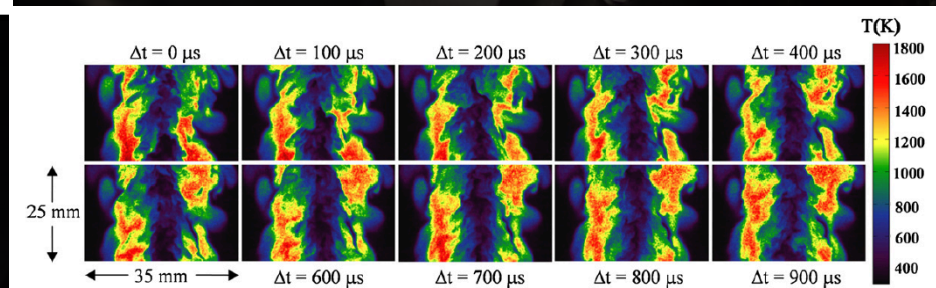 T(K)
Δt = 0 μs Δt = 100 μs Δt = 200 μs Δt = 300 μs Δt = 400 μs
1800
1600
1400
1200
1000
800
600
400
25 mm
35 mm
Δt = 600 μs Δt = 700 μs Δt = 800 μs Δt = 900 μs